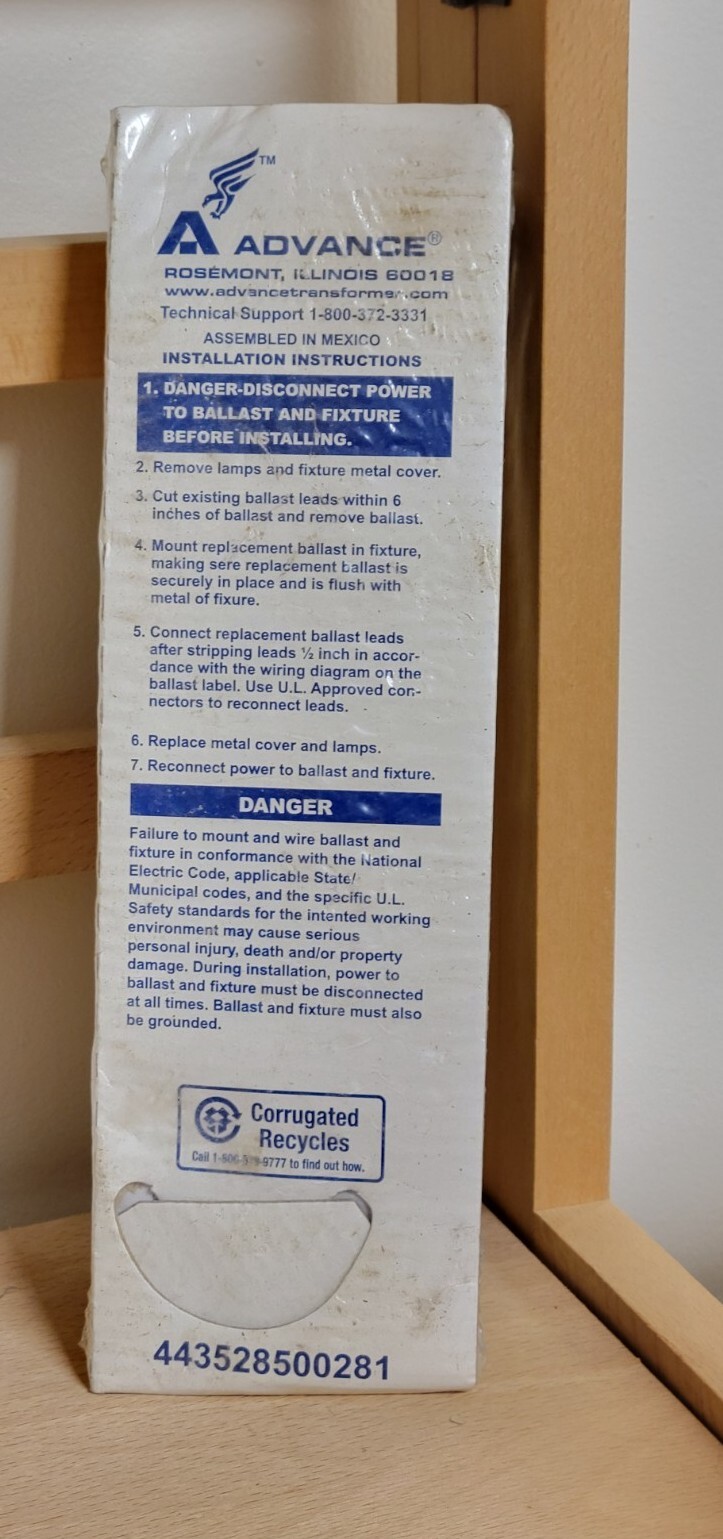 TM
A ADVANCE®
ROSEMONT, ILLINOIS 60018
www.advancetransformer.com
Technical Support 1-800-372-3331
ASSEMBLED IN MEXICO
INSTALLATION INSTRUCTIONS
1. DANGER-DISCONNECT POWER
TO BALLAST AND FIXTURE
BEFORE INSTALLING.
2. Remove lamps and fixture metal cover.
3. Cut existing ballast leads within 6
inches of ballast and remove ballast.
4. Mount replacement ballast in fixture,
making sere replacement ballast is
securely in place and is flush with
metal of fixure.
5. Connect replacement ballast leads
after stripping leads ½ inch in accor-
dance with the wiring diagram on the
ballast label. Use U.L. Approved con-
nectors to reconnect leads.
6. Replace metal cover and lamps.
7. Reconnect power to ballast and fixture.
DANGER
Failure to mount and wire ballast and
fixture in conformance with the National
Electric Code, applicable State/
Municipal codes, and the specific U.L.
Safety standards for the intented working
environment may cause serious
personal injury, death and/or property
damage. During installation, power to
ballast and fixture must be disconnected
at all times. Ballast and fixture must also
be grounded.
Corrugated
Recycles
Call to find out how.
443528500281